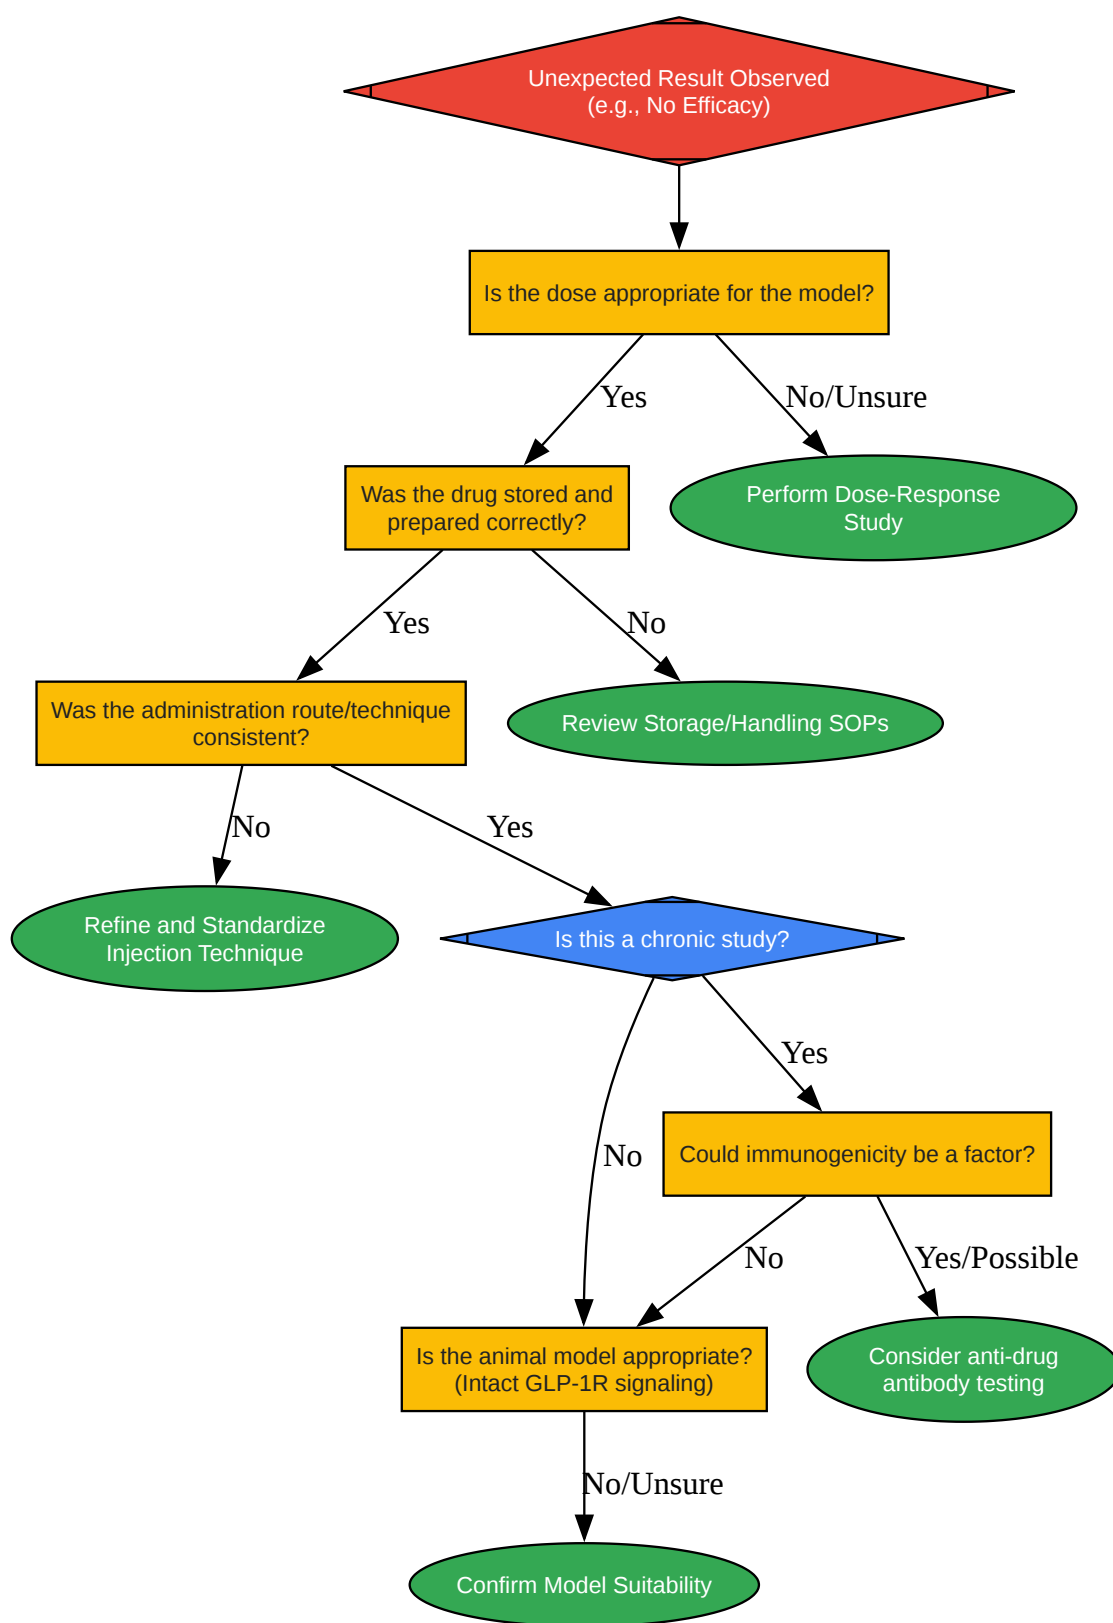 Unexpected Result Observed
(e.g., No Efficacy)
Is the dose appropriate for the model?
Yes
No/Unsure
Was the drug stored and
prepared correctly?
Perform Dose-Response
Study
Yes
No
Was the administration route/technique
consistent?
Review Storage/Handling SOPs
No
Yes
Refine and Standardize
Injection Technique
Is this a chronic study?
Yes
No
Could immunogenicity be a factor?
No
Yes/Possible
Is the animal model appropriate?
(Intact GLP-1R signaling)
Consider anti-drug
antibody testing
No/Unsure
Confirm Model Suitability